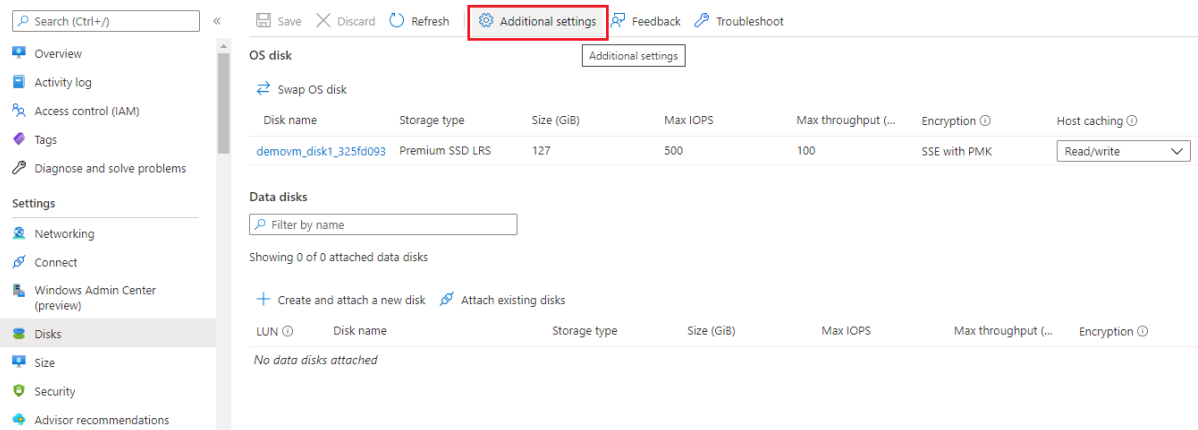 Search (Ctrl+/) «
Save Discard Refresh Additional settings Feedback Troubleshoot
Additional settings
Overview
Activity log
Access control (IAM)
Tags
Diagnose and solve problems
Settings
Networking
Connect
Windows Admin Center
(preview)
Disks
Size
Security
Advisor recommendations
OS disk
Swap OS disk
Disk name Storage type Size (GiB) Max IOPS Max throughput (... Encryption Host caching
demovm_disk1_325fd093 Premium SSD LRS 127 500 100 SSE with PMK Read/write
Data disks
Filter by name
Showing 0 of 0 attached data disks
Create and attach a new disk Attach existing disks
LUN Disk name Storage type Size (GiB) Max IOPS Max throughput (... Encryption
No data disks attached